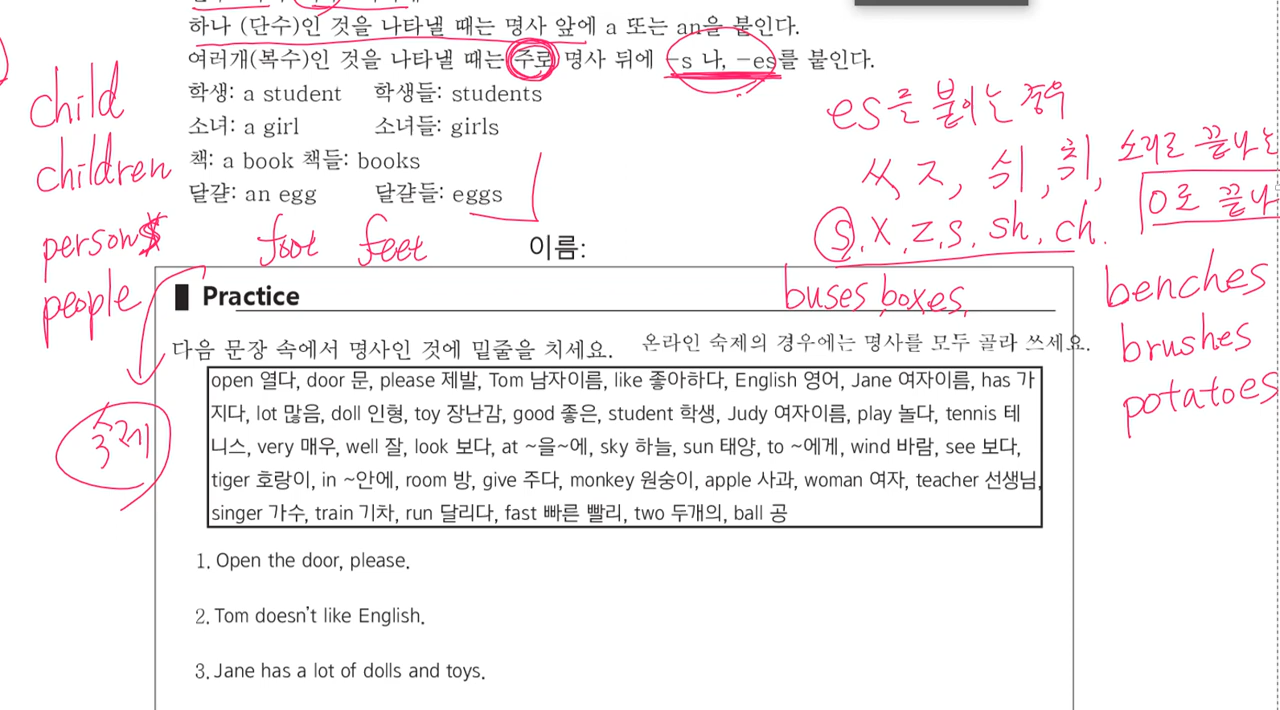 하나 (단수)인 것을 나타낼 때는 명사 앞에 a 또는 an을 붙인다.
여러개(복수)인 것을 나타낼 때는 주로 명사 뒤에 -s 나, -es를 붙인다.
학생: a student 학생들: students
소녀: a girl 소녀들: girls
책: a book 책들: books
달걀: an egg 달걀들: eggs
child
children
persons
people
foot feet
es를 붙이는 경우
ㅆ, ㅈ, 쉬, 취, 소리로 끝나는
o로 끝나
s, x, z, s, sh, ch.
buses, boxes,
benches
brushes
potatoes
이름:
Practice
다음 문장 속에서 명사인 것에 밑줄을 치세요. 온라인 숙제의 경우에는 명사를 모두 골라 쓰세요.
숙제
open 열다, door 문, please 제발, Tom 남자이름, like 좋아하다, English 영어, Jane 여자이름, has 가
지다, lot 많음, doll 인형, toy 장난감, good 좋은, student 학생, Judy 여자이름, play 놀다, tennis 테
니스, very 매우, well 잘, look 보다, at ~을~에, sky 하늘, sun 태양, to ~에게, wind 바람, see 보다,
tiger 호랑이, in ~안에, room 방, give 주다, monkey 원숭이, apple 사과, woman 여자, teacher 선생님,
singer 가수, train 기차, run 달리다, fast 빠른 빨리, two 두개의, ball 공
1. Open the door, please.
2. Tom doesn't like English.
3. Jane has a lot of dolls and toys.